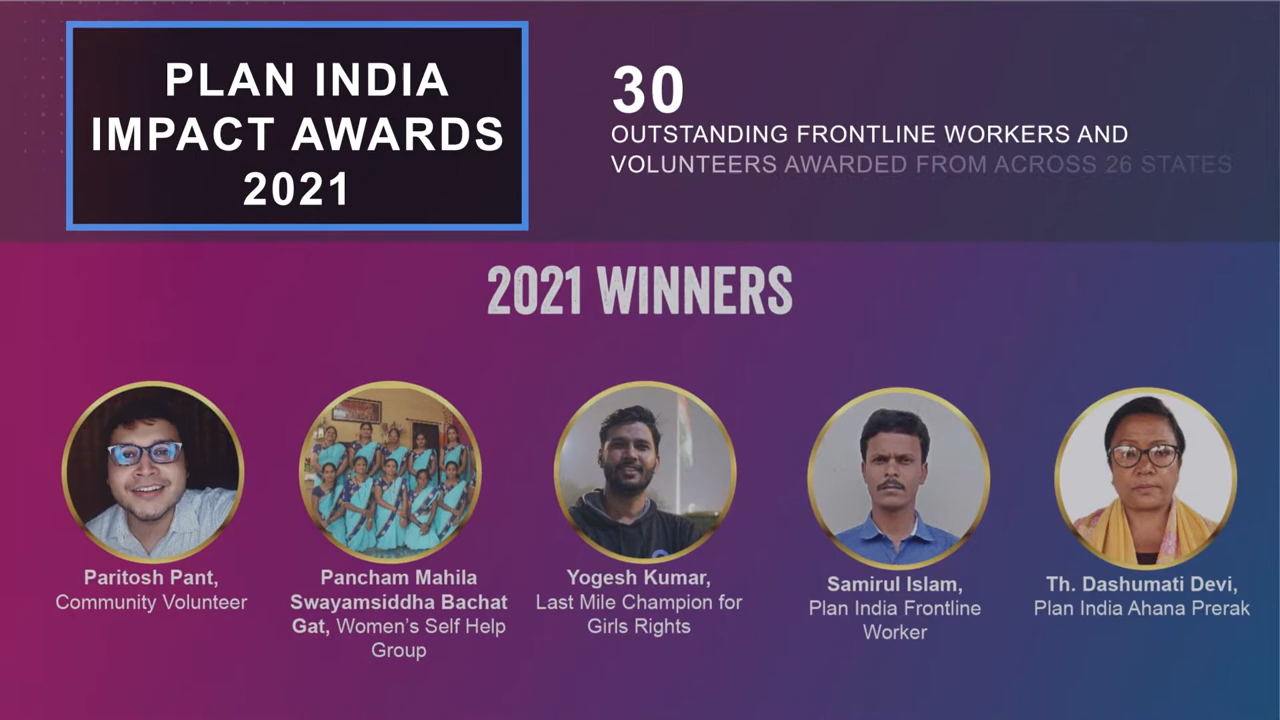 PLAN INDIA
IMPACT AWARDS
2021
30
OUTSTANDING FRONTLINE WORKERS AND
VOLUNTEERS AWARDED FROM ACROSS 26 STATES
2021 WINNERS
Paritosh Pant,
Community Volunteer
Pancham Mahila
Swayamsiddha Bachat
Gat, Women's Self Help
Group
Yogesh Kumar,
Last Mile Champion for
Girls Rights
Samirul Islam,
Plan India Frontline
Worker
Th. Dashumati Devi,
Plan India Ahana Prerak